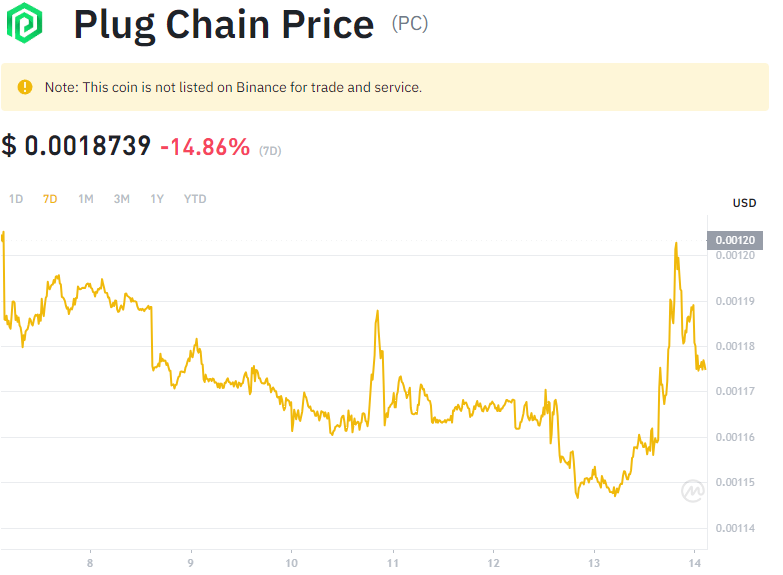 Plug Chain Price (PC)
Note: This coin is not listed on Binance for trade and service.
$ 0.0018739 -14.86% (7D)
1D 7D 1M 3M 1Y YTD
USD
0.00120
0.00120
0.00119
0.00118
0.00117
0.00116
0.00115
0.00114
8 9 10 11 12 13 14